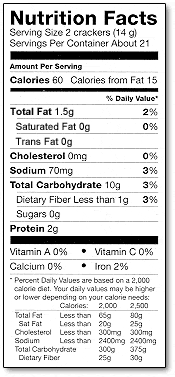 Nutrition Facts
Serving Size 2 crackers (14 g)
Servings Per Container About 21
Amount Per Serving
Calories 60 Calories from Fat 15
% Daily Value*
Total Fat 1.5g 2%
Saturated Fat 0g 0%
Trans Fat 0g
Cholesterol 0mg 0%
Sodium 70mg 3%
Total Carbohydrate 10g 3%
Dietary Fiber Less than 1g 3%
Sugars 0g
Protein 2g
Vitamin A 0% • Vitamin C 0%
Calcium 0% • Iron 2%
* Percent Daily Values are based on a 2,000
calorie diet. Your daily values may be higher
or lower depending on your calorie needs:
Calories: 2,000 2,500
Total Fat Less than 65g 80g
Sat Fat Less than 20g 25g
Cholesterol Less than 300mg 300mg
Sodium Less than 2400mg 2400mg
Total Carbohydrate 300g 375g
Dietary Fiber 25g 30g